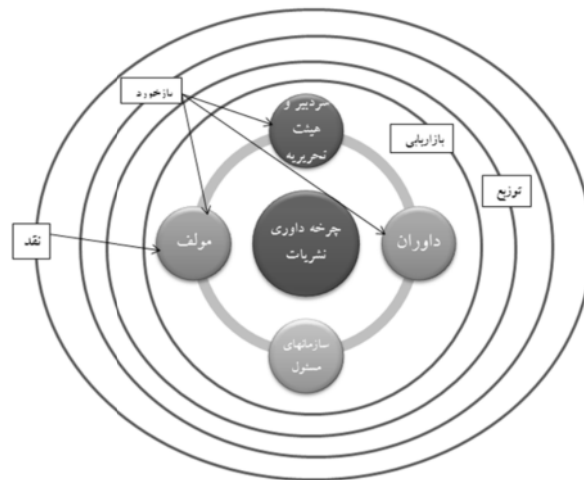 سردبیر و
هیئت
تحریریه
بازخورد
بازاریابی
توزیع
نقد
مولف
چرخه داوری
نشریات
داوران
سازمانهای
مسئول